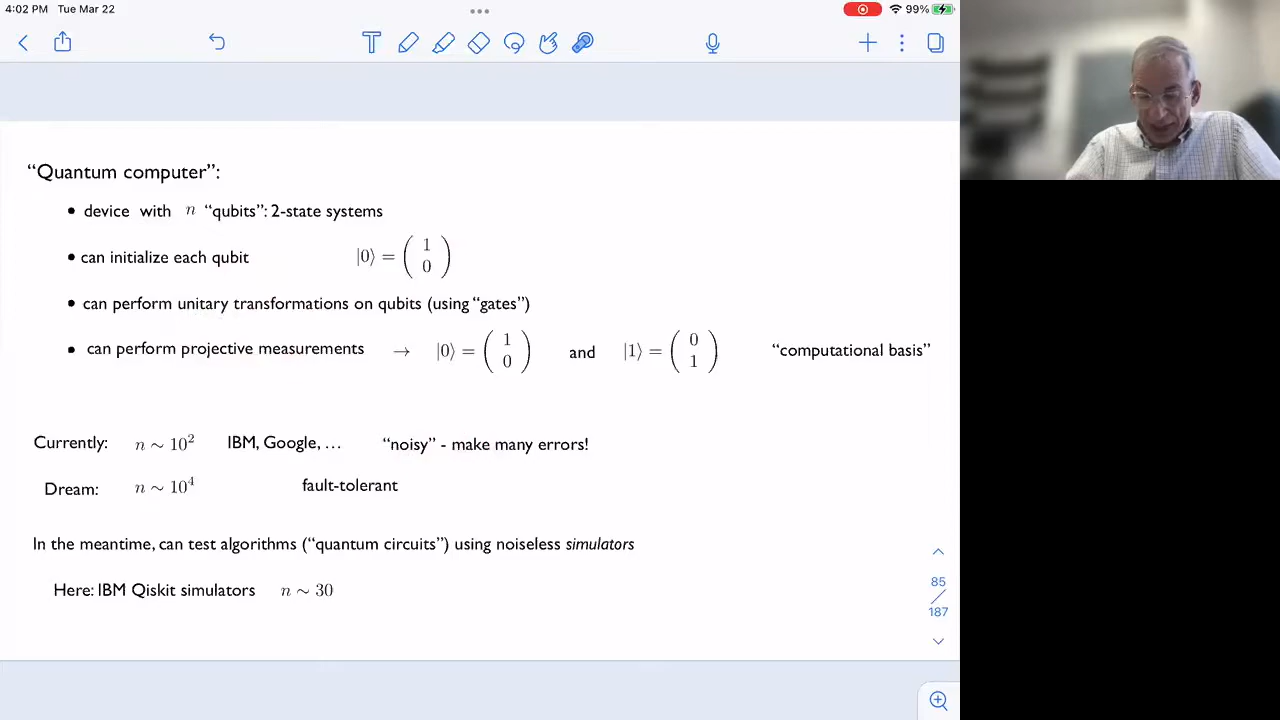 4:02 PM Tue Mar 22
99%
“Quantum computer”:
• device with n “qubits”: 2-state systems
• can initialize each qubit |0⟩ = ( 1 0 )
• can perform unitary transformations on qubits (using “gates”)
• can perform projective measurements → |0⟩ = ( 1 0 ) and |1⟩ = ( 0 1 ) “computational basis”
Currently: n ∼ 10² IBM, Google, … “noisy” - make many errors!
Dream: n ∼ 10⁴ fault-tolerant
In the meantime, can test algorithms (“quantum circuits”) using noiseless simulators
Here: IBM Qiskit simulators n ∼ 30
85
/
187